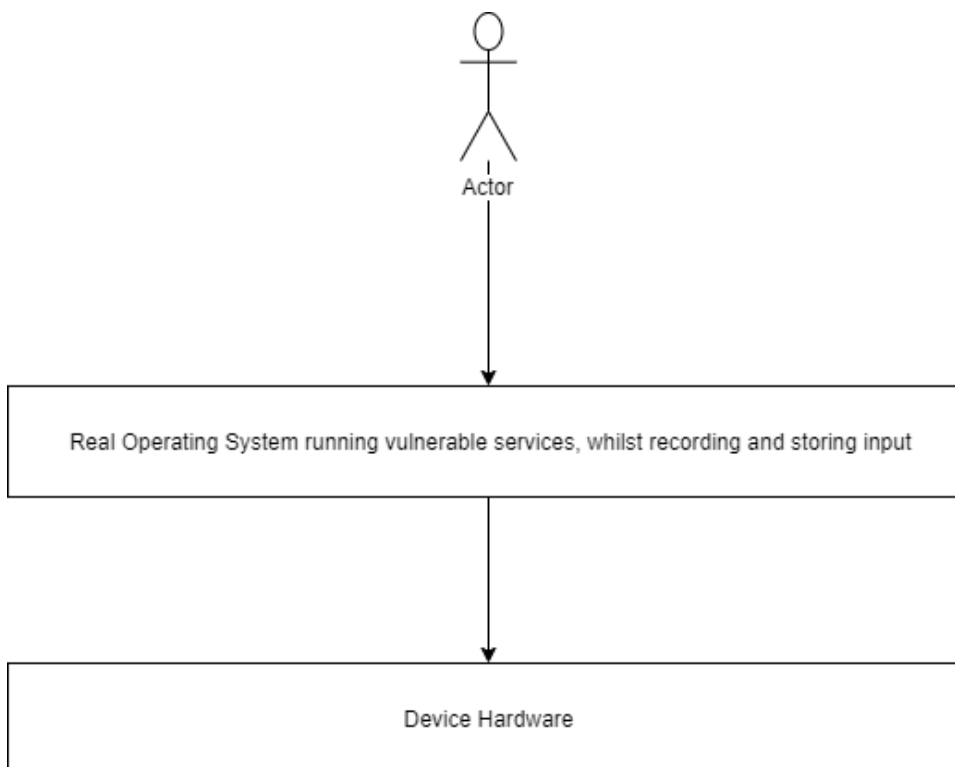 Actor
Real Operating System running vulnerable services, whilst recording and storing input
Device Hardware